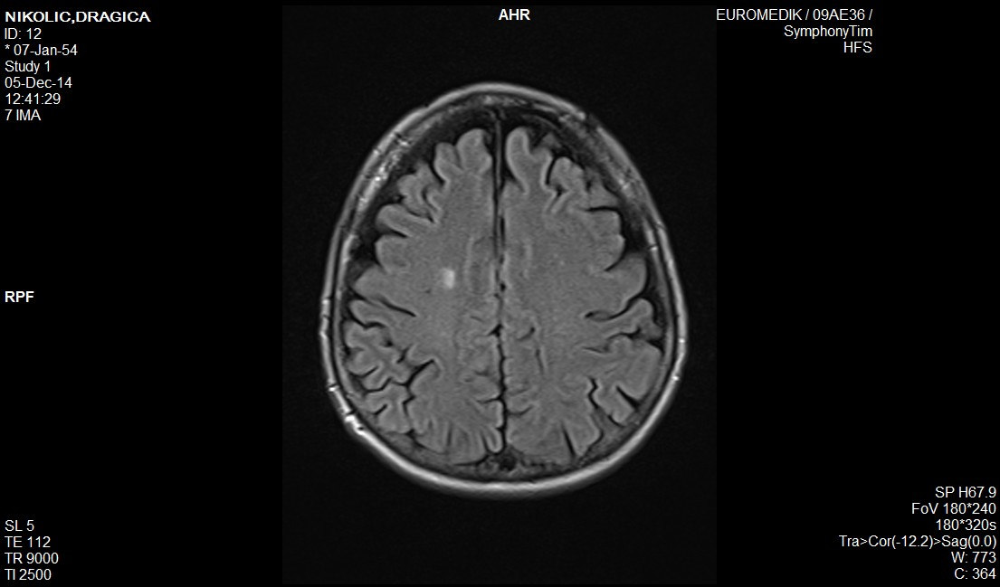 NIKOLIC,DRAGICA
ID: 12
* 07-Jan-54
Study 1
05-Dec-14
12:41:29
7 IMA
AHR
EUROMEDIK / 09AE36 /
SymphonyTim
HFS
RPF
SL 5
TE 112
TR 9000
TI 2500
SP H67.9
FoV 180*240
180*320s
Tra>Cor(-12.2)>Sag(0.0)
W: 773
C: 364